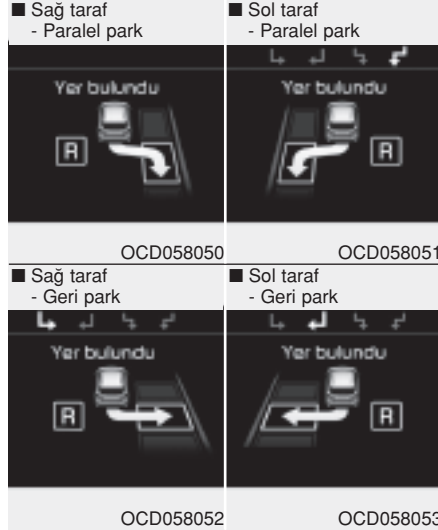 ■ Sağ taraf
- Paralel park
Yer bulundu
R
OCD058050
■ Sol taraf
- Paralel park
Yer bulundu
R
OCD058051
■ Sağ taraf
- Geri park
Yer bulundu
R
OCD058052
■ Sol taraf
- Geri park
Yer bulundu
R
OCD058053